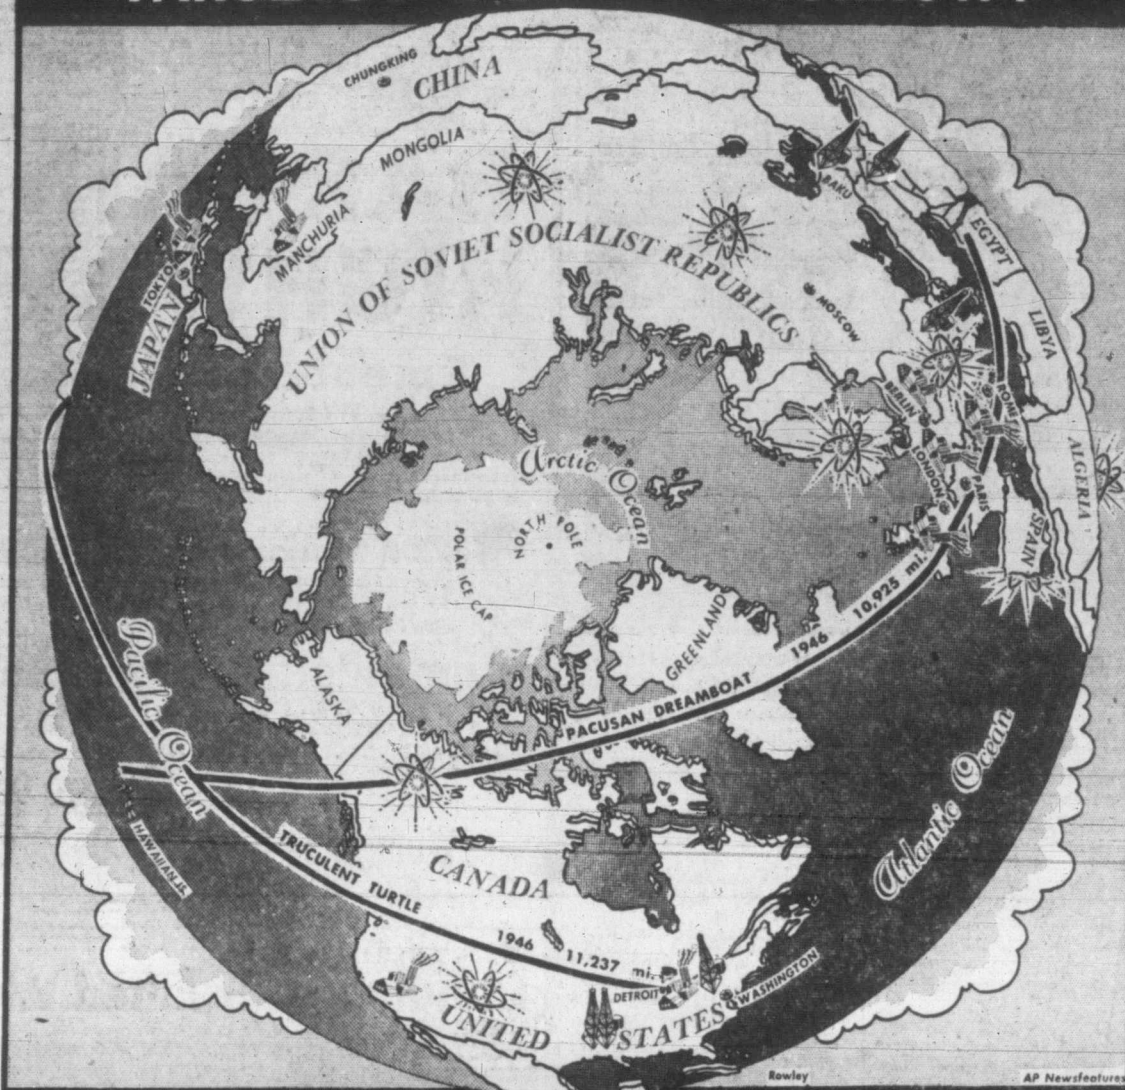 CHUNGKING
CHINA
MONGOLIA
MANCHURIA
UNION OF SOVIET SOCIALIST REPUBLICS
TOKYO
JAPAN
BAKU
EGYPT
MOSCOW
LIBYA
BERLIN
ROME
LONDON
PARIS
ALGERIA
SPAIN
Arctic Ocean
NORTH POLE
POLAR ICE CAP
GREENLAND
ALASKA
PACUSAN DREAMBOAT 1946 10,925 mi.
Pacific Ocean
HAWAIIAN IS.
Atlantic Ocean
TRUCULENT TURTLE 1946 11,237 mi.
CANADA
DETROIT
WASHINGTON
UNITED STATES
Rowley
AP Newsfeatures